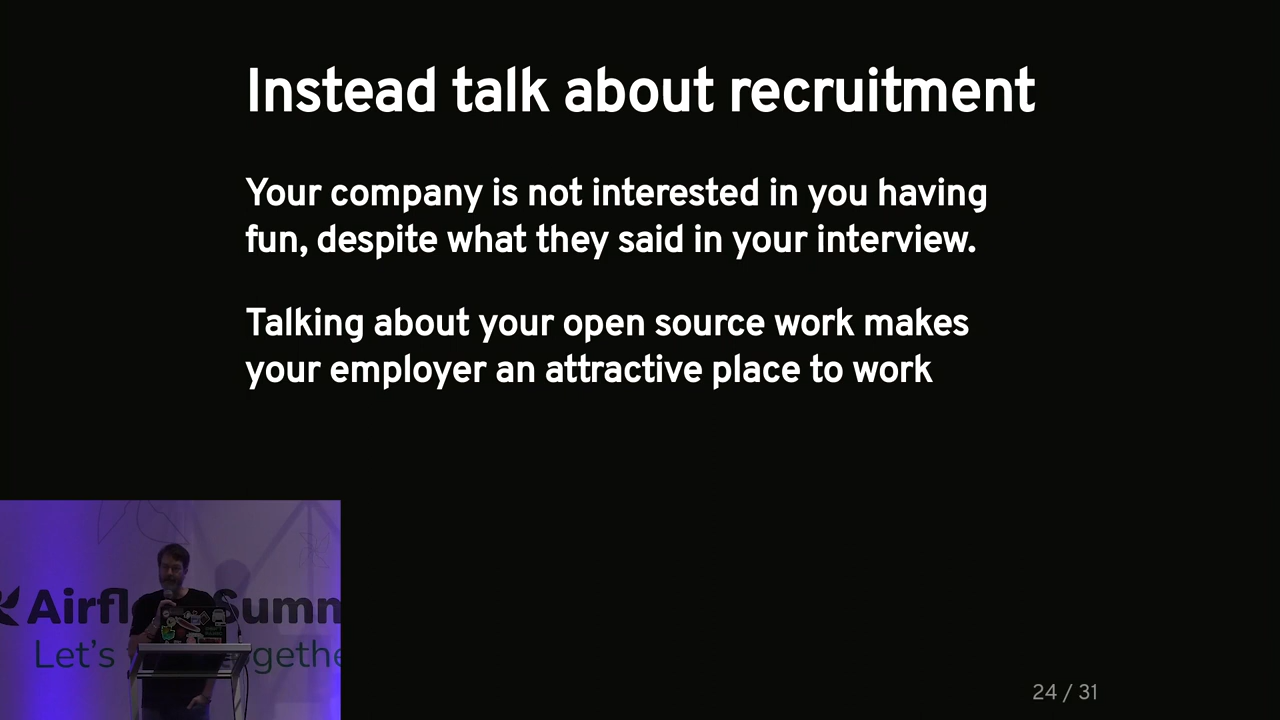 Instead talk about recruitment
Your company is not interested in you having
fun, despite what they said in your interview.
Talking about your open source work makes
your employer an attractive place to work
Airfl Summ
Let's gethe
24 / 31